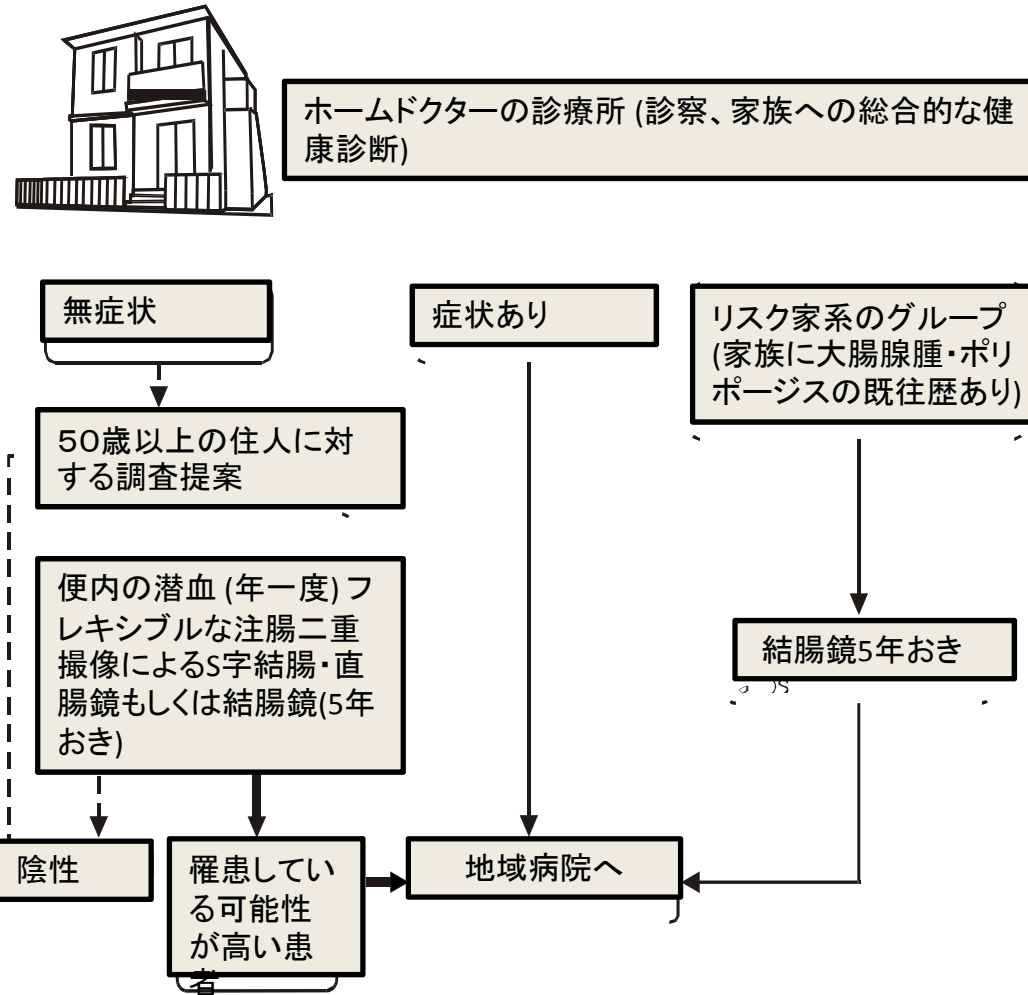 ホームドクターの診療所 (診察、家族への総合的な健
康診断)
無症状
症状あり
リスク家系のグループ
(家族に大腸腺腫・ポリ
ポージスの既往歴あり)
50歳以上の住人に対
する調査提案
便内の潜血 (年一度) フ
レキシブルな注腸二重
撮像によるS字結腸・直
腸鏡もしくは結腸鏡(5年
おき)
結腸鏡5年おき
陰性
罹患してい
る可能性
が高い患
者
地域病院へ